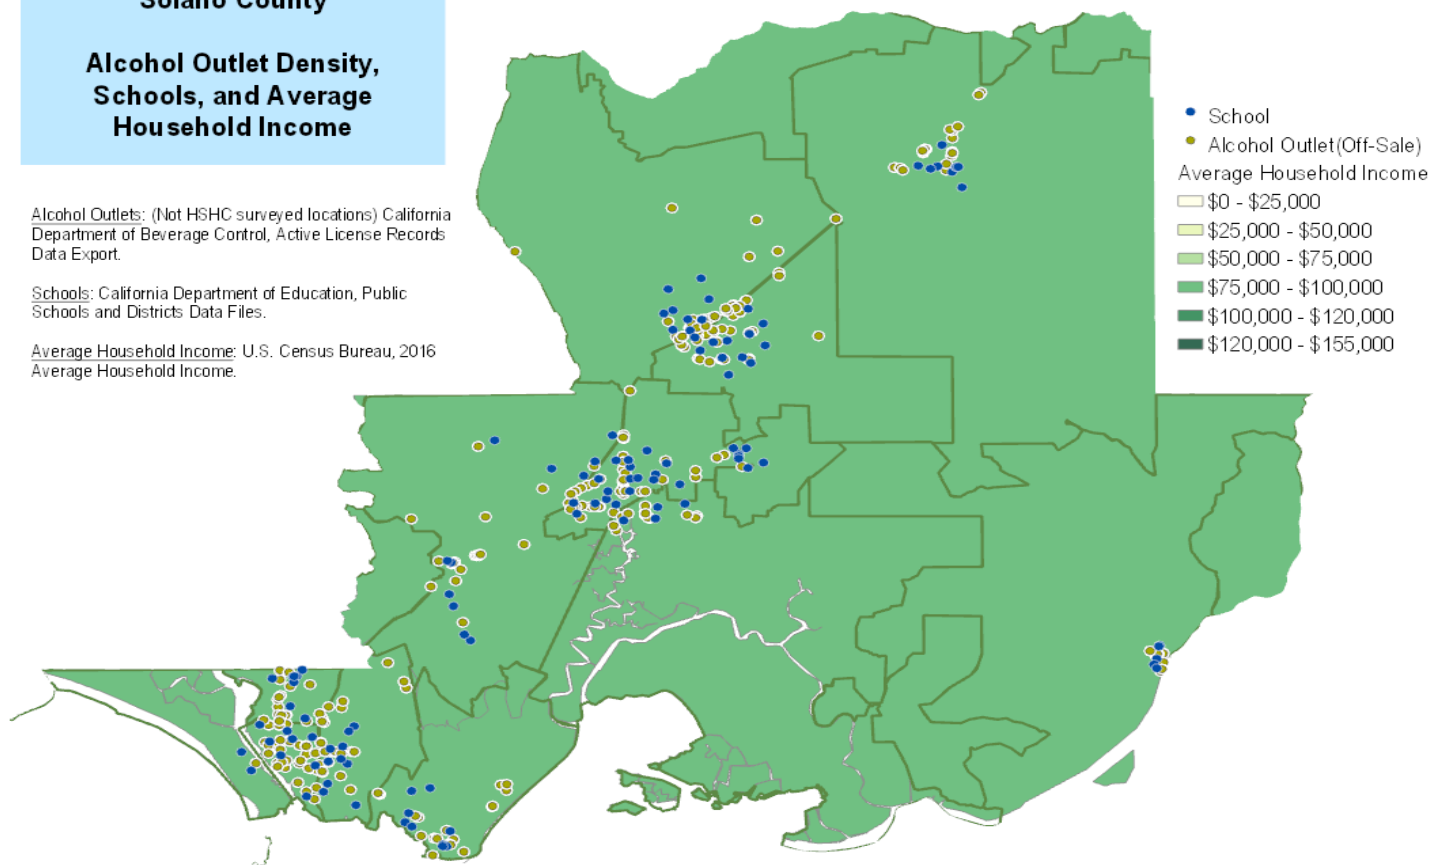 Solano County
Alcohol Outlet Density,
Schools, and Average
Household Income
Alcohol Outlets: (Not HSHC surveyed locations) California
Department of Beverage Control, Active License Records
Data Export.
Schools: California Department of Education, Public
Schools and Districts Data Files.
Average Household Income: U.S. Census Bureau, 2016
Average Household Income.
School
Alcohol Outlet(Off-Sale)
Average Household Income
$0 - $25,000
$25,000 - $50,000
$50,000 - $75,000
$75,000 - $100,000
$100,000 - $120,000
$120,000 - $155,000